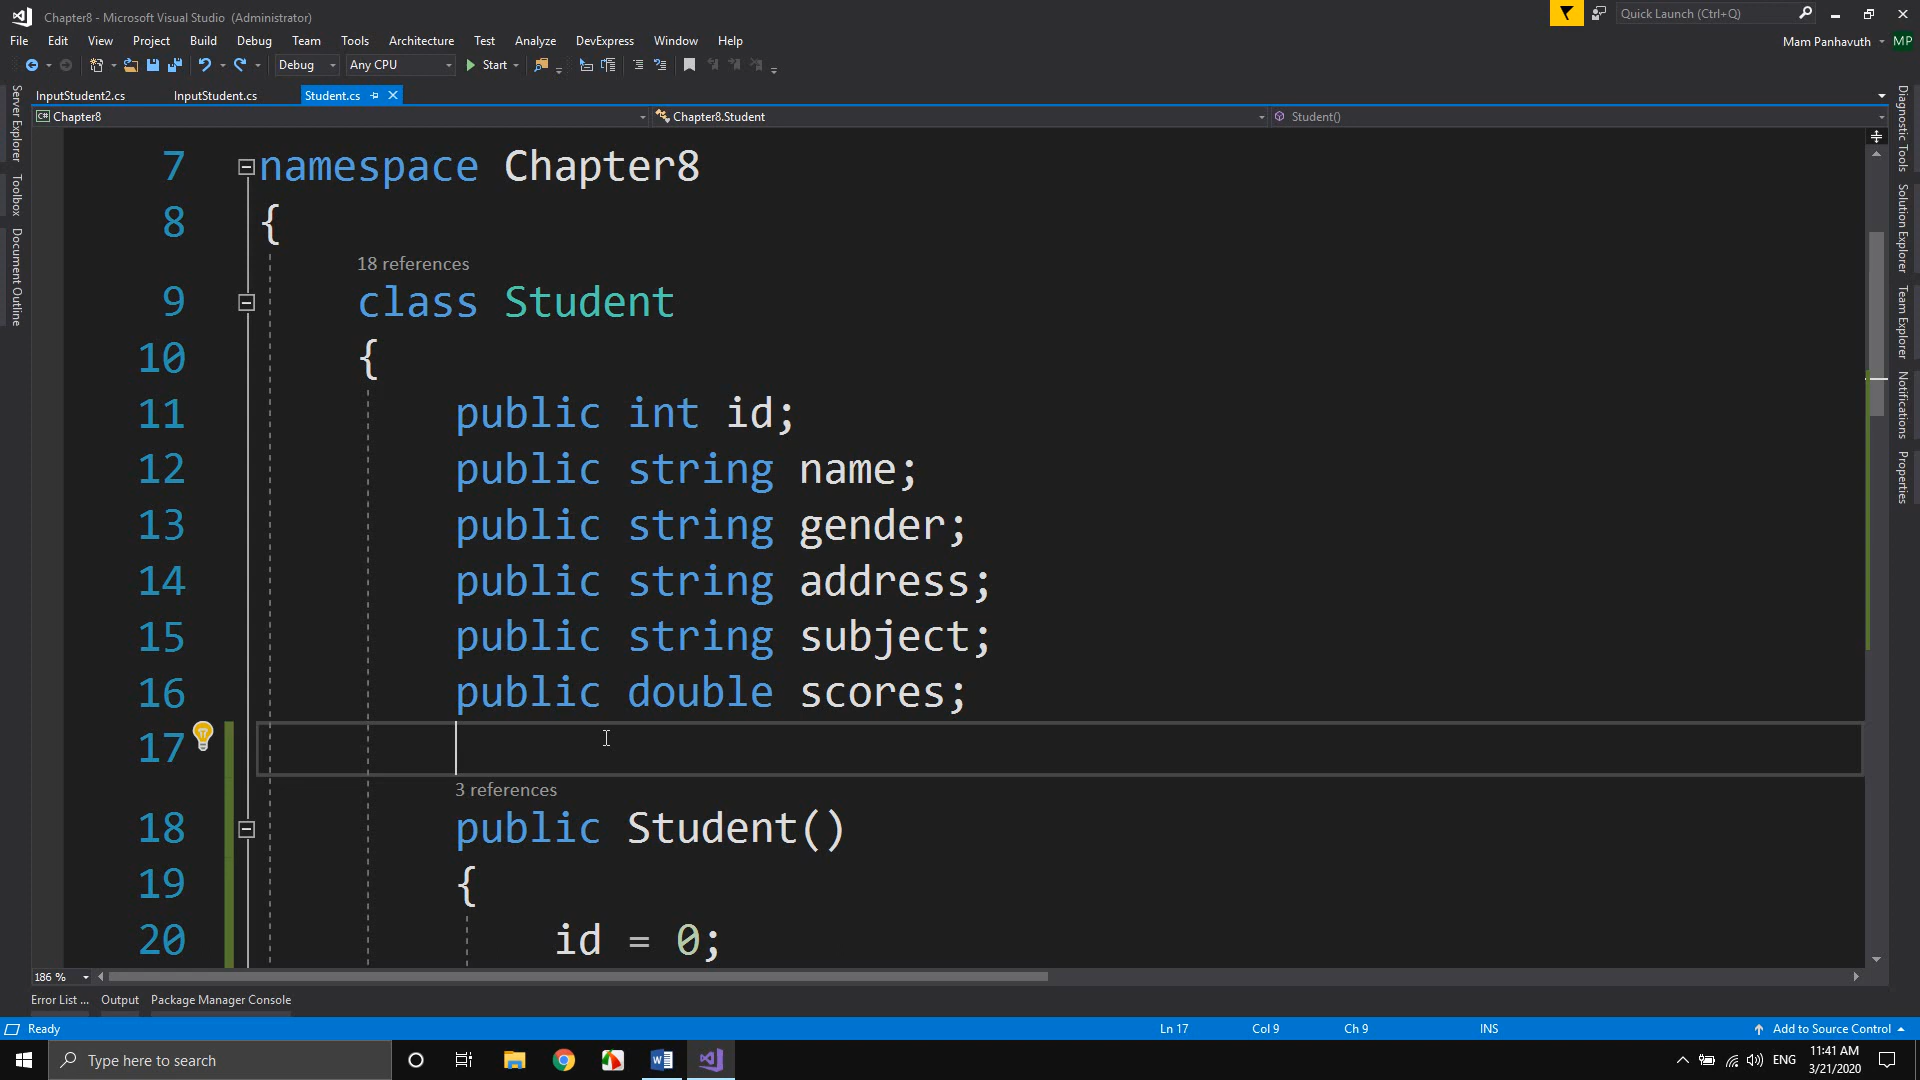 Chapter8 - Microsoft Visual Studio (Administrator)
Quick Launch (Ctrl+Q)
File Edit View Project Build Debug Team Tools Architecture Test Analyze DevExpress Window Help
Mam Panhavuth MP
Debug Any CPU Start
InputStudent2.cs InputStudent.cs Student.cs
C# Chapter8 Chapter8.Student Student()
Server Explorer
Toolbox
Document Outline
7 namespace Chapter8
8 {
18 references
9 class Student
10 {
11 public int id;
12 public string name;
13 public string gender;
14 public string address;
15 public string subject;
16 public double scores;
17
3 references
18 public Student()
19 {
20 id = 0;
Diagnostic Tools
Solution Explorer
Team Explorer
Notifications
Properties
186 %
Error List ... Output Package Manager Console
Ready Ln 17 Col 9 Ch 9 INS Add to Source Control
Type here to search
ENG 11:41 AM
3/21/2020